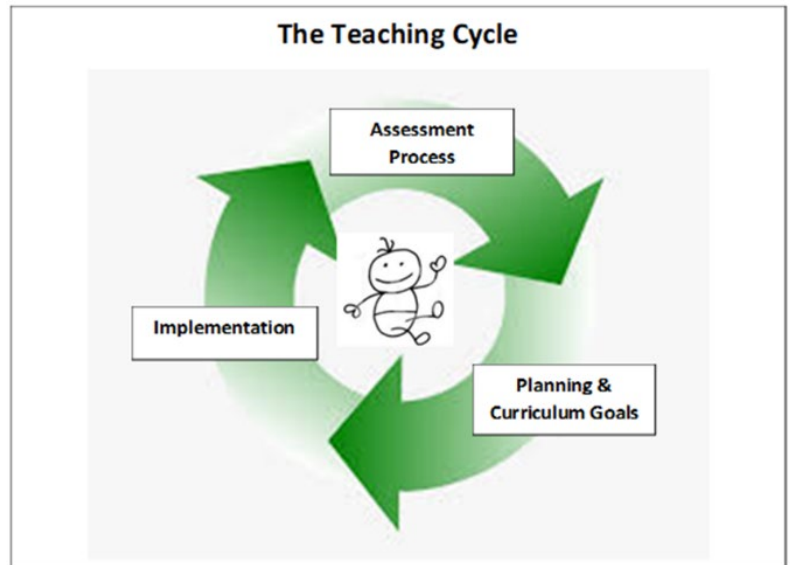 The Teaching Cycle
Assessment
Process
Implementation
Planning &
Curriculum Goals